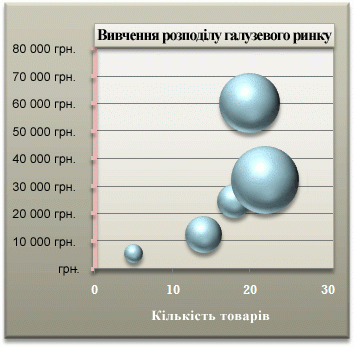 Вивчення розподілу галузевого ринку
80 000 грн.
70 000 грн.
60 000 грн.
50 000 грн.
40 000 грн.
30 000 грн.
20 000 грн.
10 000 грн.
грн.
0 10 20 30
Кількість товарів